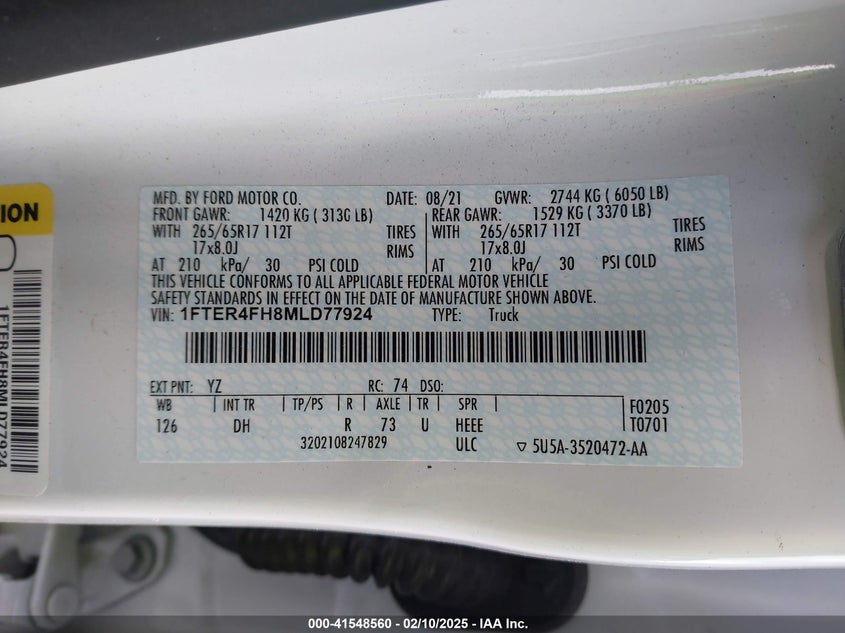 TION
1FTER4FH8MLD77924
MFD. BY FORD MOTOR CO. DATE: 08/21 GVWR: 2744 KG ( 6050 LB)
FRONT GAWR: 1420 KG ( 3130 LB) REAR GAWR: 1529 KG ( 3370 LB)
WITH 265/65R17 112T TIRES WITH 265/65R17 112T TIRES
17x8.0J RIMS 17x8.0J RIMS
AT 210 kPa/ 30 PSI COLD AT 210 kPa/ 30 PSI COLD
THIS VEHICLE CONFORMS TO ALL APPLICABLE FEDERAL MOTOR VEHICLE
SAFETY STANDARDS IN EFFECT ON THE DATE OF MANUFACTURE SHOWN ABOVE.
VIN: 1FTER4FH8MLD77924 TYPE: Truck
EXT PNT: YZ RC: 74 DSO:
WB | INT TR | TP/PS | R | AXLE | TR | SPR | F0205
126 DH R 73 U HEEE T0701
3202108247829 ULC ▽ 5U5A-3520472-AA
000-41548560 - 02/10/2025 - IAA Inc.